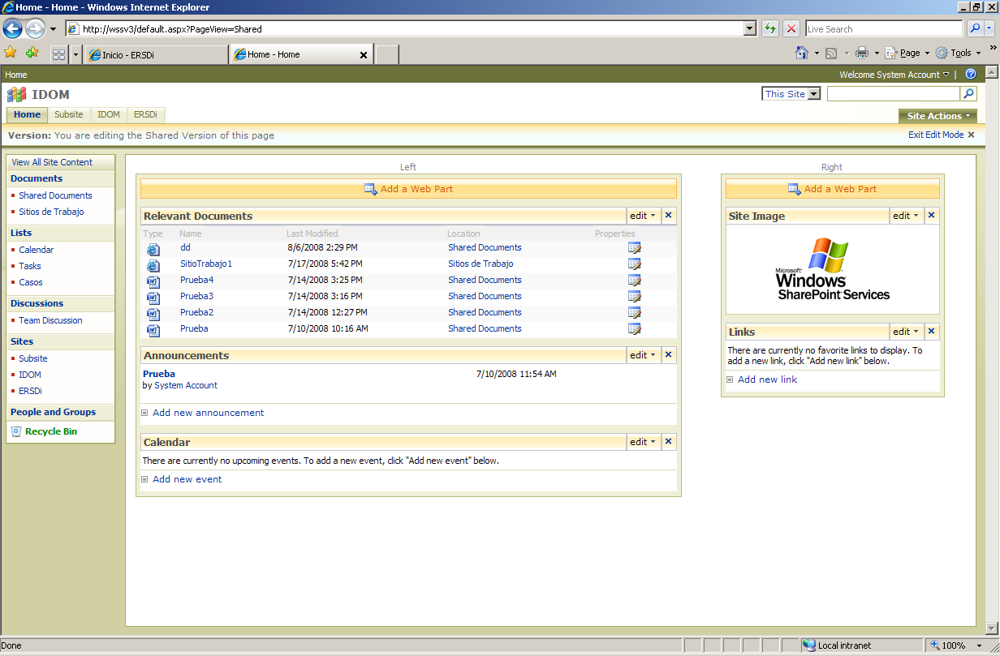 Home - Home - Windows Internet Explorer
http://wssv3/default.aspx?PageView=Shared
Live Search
Inicio - ERSDi
Home - Home
Page
Tools
Home
Welcome System Account
IDOM
This Site
Home Subsite IDOM ERSDi
Site Actions
Version: You are editing the Shared Version of this page
Exit Edit Mode
View All Site Content
Documents
Shared Documents
Sitios de Trabajo
Lists
Calendar
Tasks
Casos
Discussions
Team Discussion
Sites
Subsite
IDOM
ERSDi
People and Groups
Recycle Bin
Left
Add a Web Part
Relevant Documents edit
Type Name Last Modified Location Properties
dd 8/6/2008 2:29 PM Shared Documents
SitioTrabajo1 7/17/2008 5:42 PM Sitios de Trabajo
Prueba4 7/14/2008 3:25 PM Shared Documents
Prueba3 7/14/2008 3:16 PM Shared Documents
Prueba2 7/14/2008 12:27 PM Shared Documents
Prueba 7/10/2008 10:16 AM Shared Documents
Announcements edit
Prueba 7/10/2008 11:54 AM
by System Account
Add new announcement
Calendar edit
There are currently no upcoming events. To add a new event, click "Add new event" below.
Add new event
Right
Add a Web Part
Site Image edit
Microsoft
Windows
SharePoint Services
Links edit
There are currently no favorite links to display. To
add a new link, click "Add new link" below.
Add new link
Done
Local intranet
100%